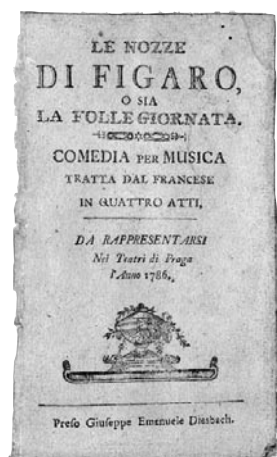 LE NOZZE
DI FIGARO,
O SIA
LA FOLLE GIORNATA.
COMEDIA PER MUSICA
TRATTA DAL FRANCESE
IN QUATTRO ATTI,
DA RAPPRESENTARSI
Nei Teatri di Praga
l'Anno 1786.
Preſo Giuſeppe Emanuele Diesbach.